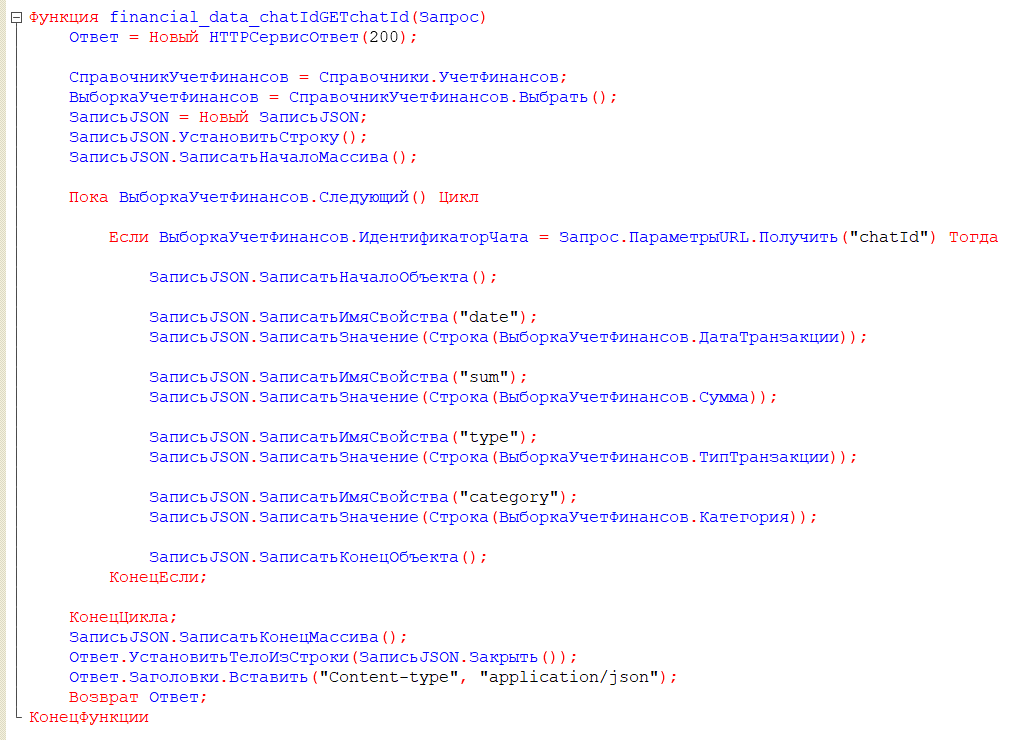 Функция financial_data_chatIdGETchatId(Запрос)
Ответ = Новый HTTPСервисОтвет(200);
СправочникУчетФинансов = Справочники.УчетФинансов;
ВыборкаУчетФинансов = СправочникУчетФинансов.Выбрать();
ЗаписьJSON = Новый ЗаписьJSON;
ЗаписьJSON.УстановитьСтроку();
ЗаписьJSON.ЗаписатьНачалоМассива();
Пока ВыборкаУчетФинансов.Следующий() Цикл
Если ВыборкаУчетФинансов.ИдентификаторЧата = Запрос.ПараметрыURL.Получить("chatId") Тогда
ЗаписьJSON.ЗаписатьНачалоОбъекта();
ЗаписьJSON.ЗаписатьИмяСвойства("date");
ЗаписьJSON.ЗаписатьЗначение(Строка(ВыборкаУчетФинансов.ДатаТранзакции));
ЗаписьJSON.ЗаписатьИмяСвойства("sum");
ЗаписьJSON.ЗаписатьЗначение(Строка(ВыборкаУчетФинансов.Сумма));
ЗаписьJSON.ЗаписатьИмяСвойства("type");
ЗаписьJSON.ЗаписатьЗначение(Строка(ВыборкаУчетФинансов.ТипТранзакции));
ЗаписьJSON.ЗаписатьИмяСвойства("category");
ЗаписьJSON.ЗаписатьЗначение(Строка(ВыборкаУчетФинансов.Категория));
ЗаписьJSON.ЗаписатьКонецОбъекта();
КонецЕсли;
КонецЦикла;
ЗаписьJSON.ЗаписатьКонецМассива();
Ответ.УстановитьТелоИзСтроки(ЗаписьJSON.Закрыть());
Ответ.Заголовки.Вставить("Content-type", "application/json");
Возврат Ответ;
КонецФункции